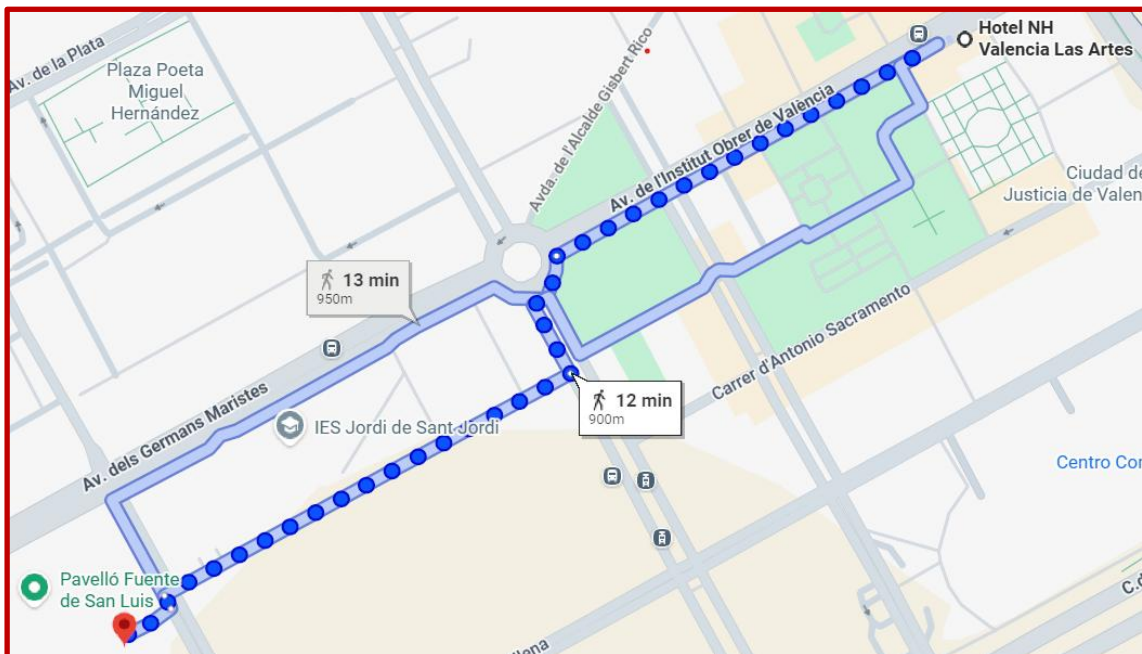 Hotel NH
Valencia Las Artes
Av. de la Plata
Plaza Poeta
Miguel
Hernández
Avda. de l'Alcalde Gisbert Rico
Av. de l'Institut Obrer de València
Ciudad de
Justicia de Valen
13 min
950m
12 min
900m
Carrer d'Antonio Sacramento
Av. dels Germans Maristes
IES Jordi de Sant Jordi
Centro Con
Pavelló Fuente
de San Luis
C.d